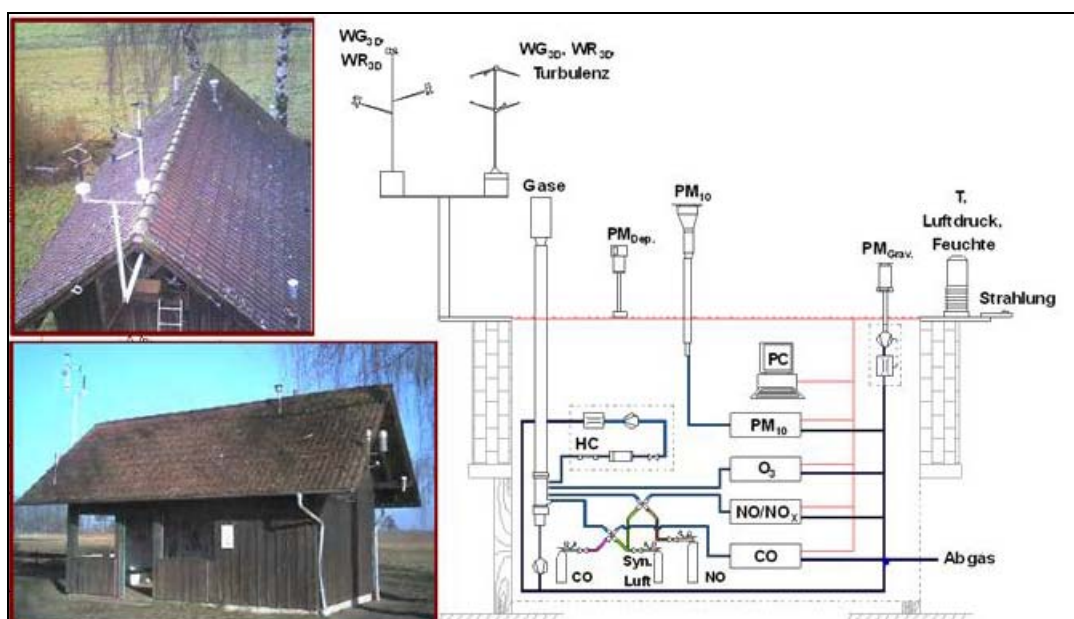 WG3D,
WR3D
WG3D, WR3D,
Turbulenz
Gase
PM10
T,
Luftdruck,
Feuchte
PMDep.
PMGrav.
Strahlung
PC
HC
PM10
O3
NO/NOX
CO
Abgas
CO
Syn.
Luft
NO